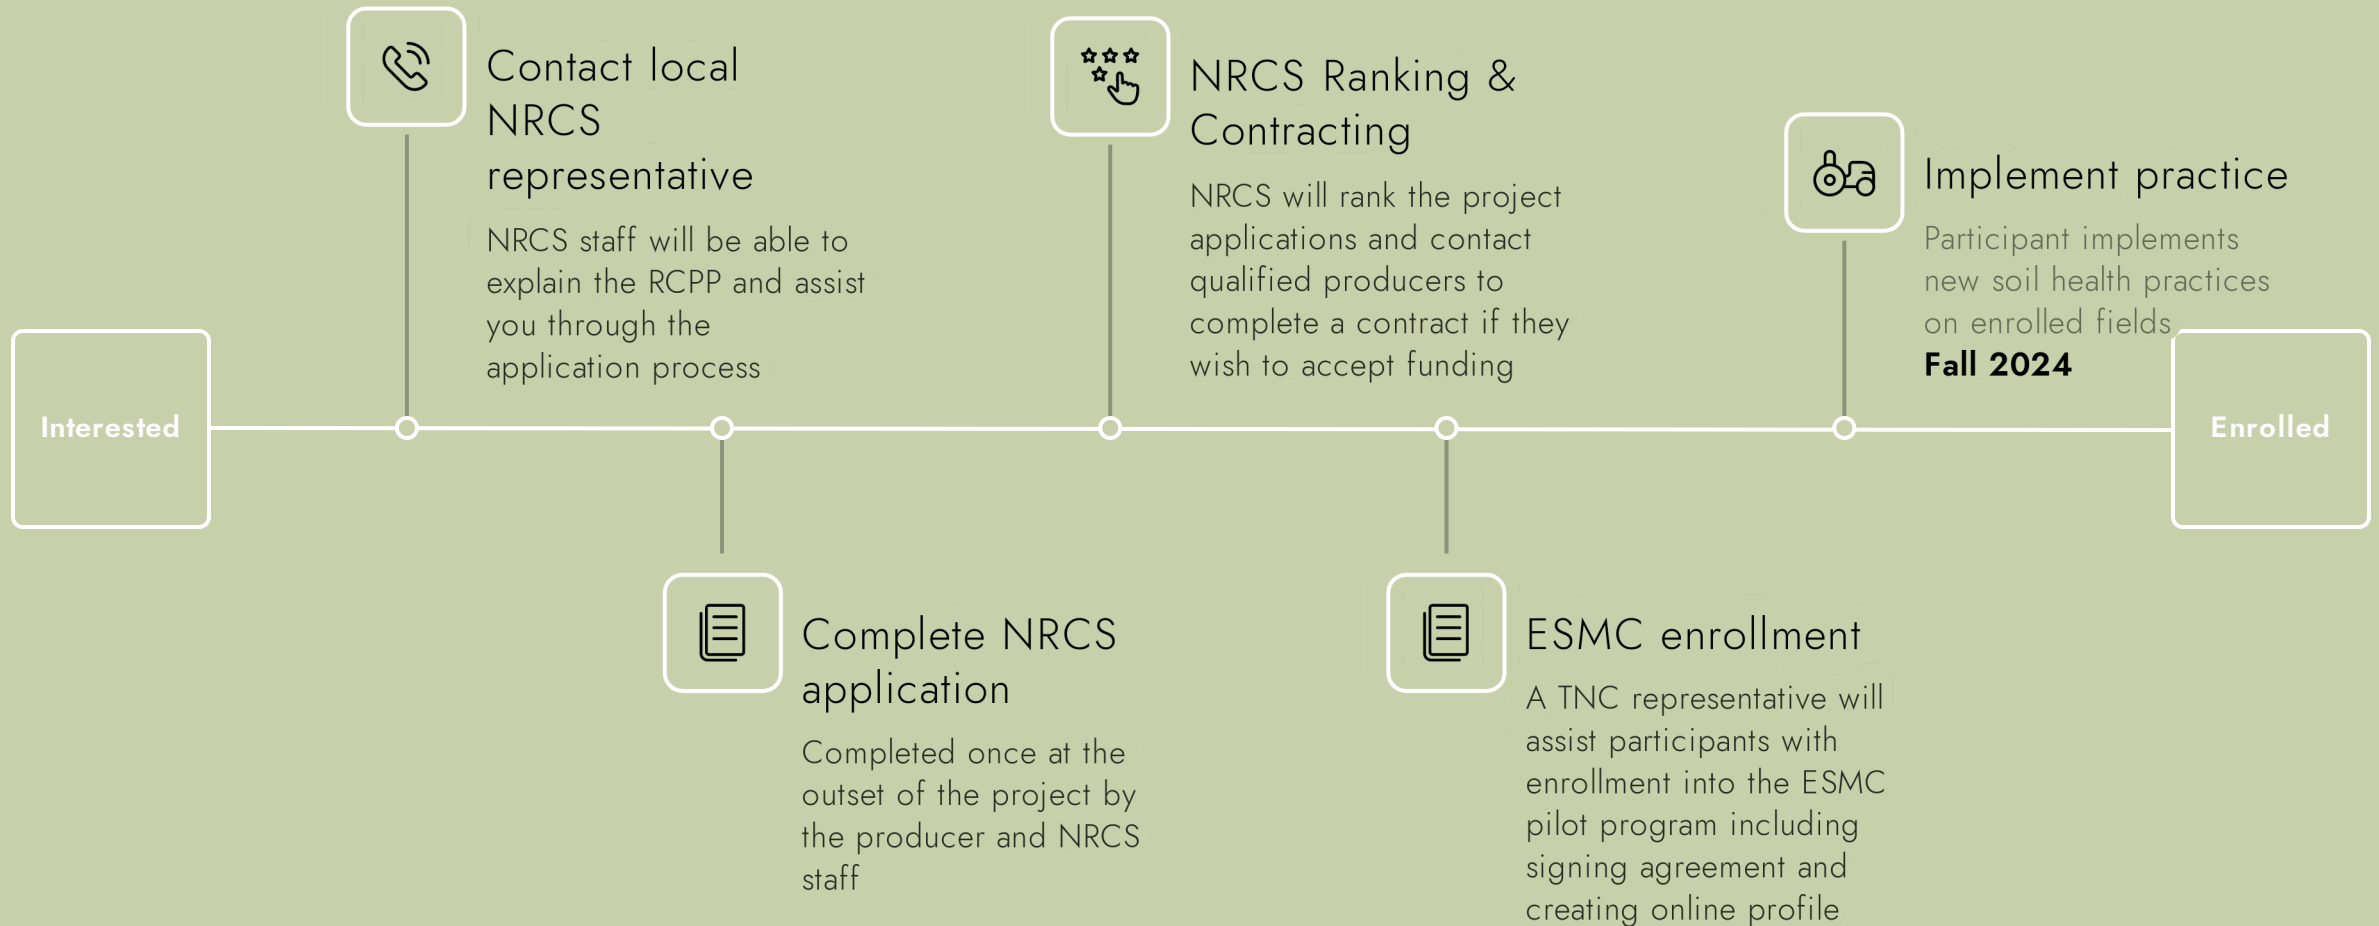 Interested
Contact local
NRCS
representative
NRCS staff will be able to
explain the RCPP and assist
you through the
application process
Complete NRCS
application
Completed once at the
outset of the project by
the producer and NRCS
staff
NRCS Ranking &
Contracting
NRCS will rank the project
applications and contact
qualified producers to
complete a contract if they
wish to accept funding
ESMC enrollment
A TNC representative will
assist participants with
enrollment into the ESMC
pilot program including
signing agreement and
creating online profile
Implement practice
Participant implements
new soil health practices
on enrolled fields
Fall 2024
Enrolled